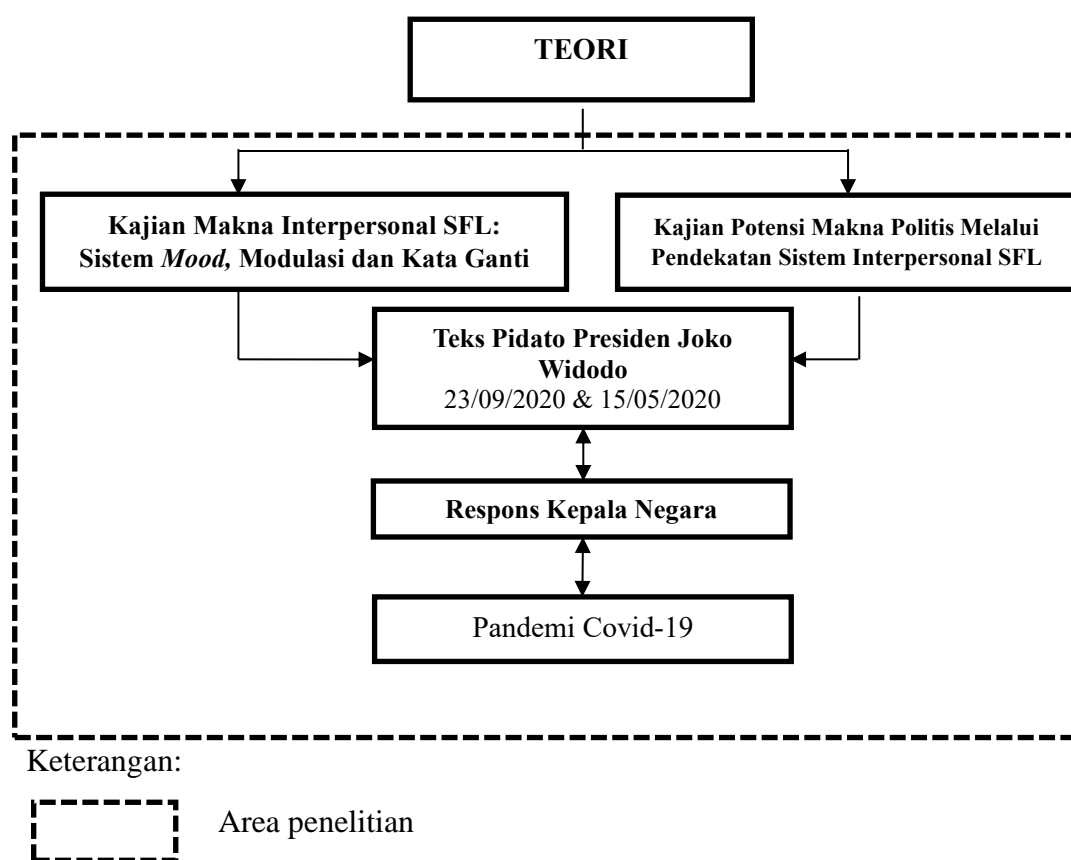 TEORI
Kajian Makna Interpersonal SFL:
Sistem Mood, Modulasi dan Kata Ganti
Kajian Potensi Makna Politis Melalui
Pendekatan Sistem Interpersonal SFL
Teks Pidato Presiden Joko
Widodo
23/09/2020 & 15/05/2020
Respons Kepala Negara
Pandemi Covid-19
Keterangan:
Area penelitian